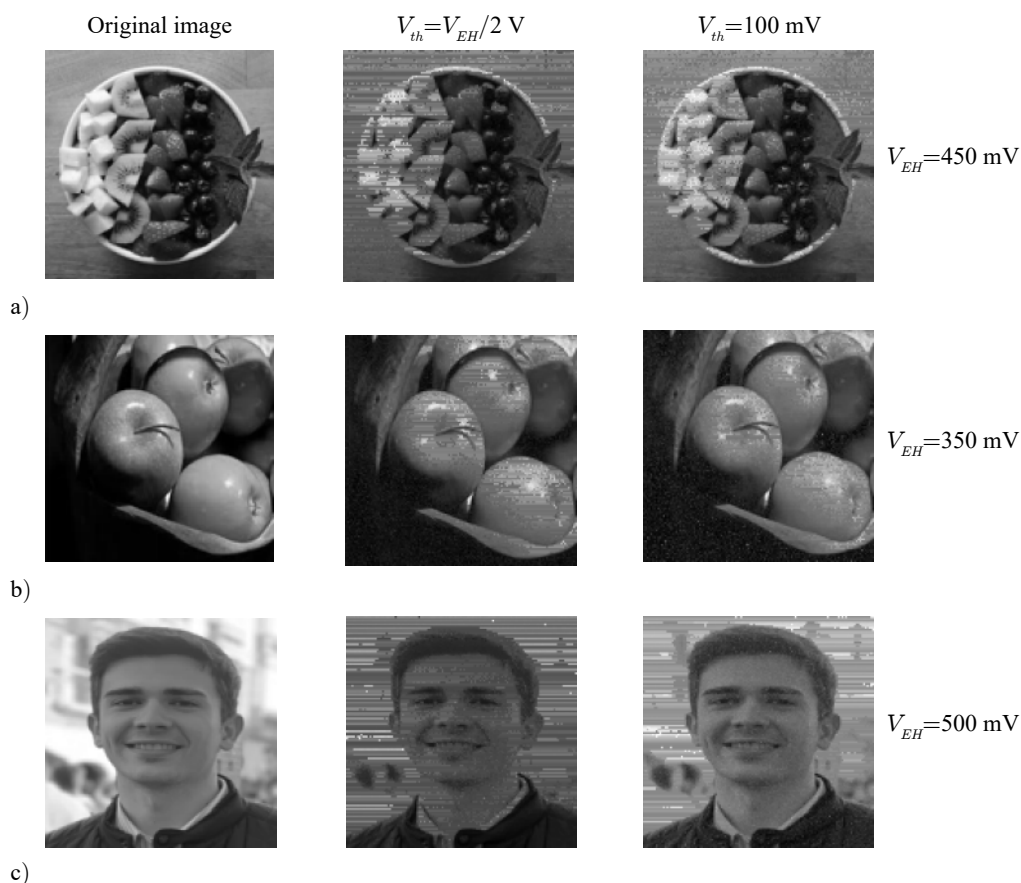 Original image
V_th=V_EH/2 V
V_th=100 mV
V_EH=450 mV
a)
V_EH=350 mV
b)
V_EH=500 mV
c)